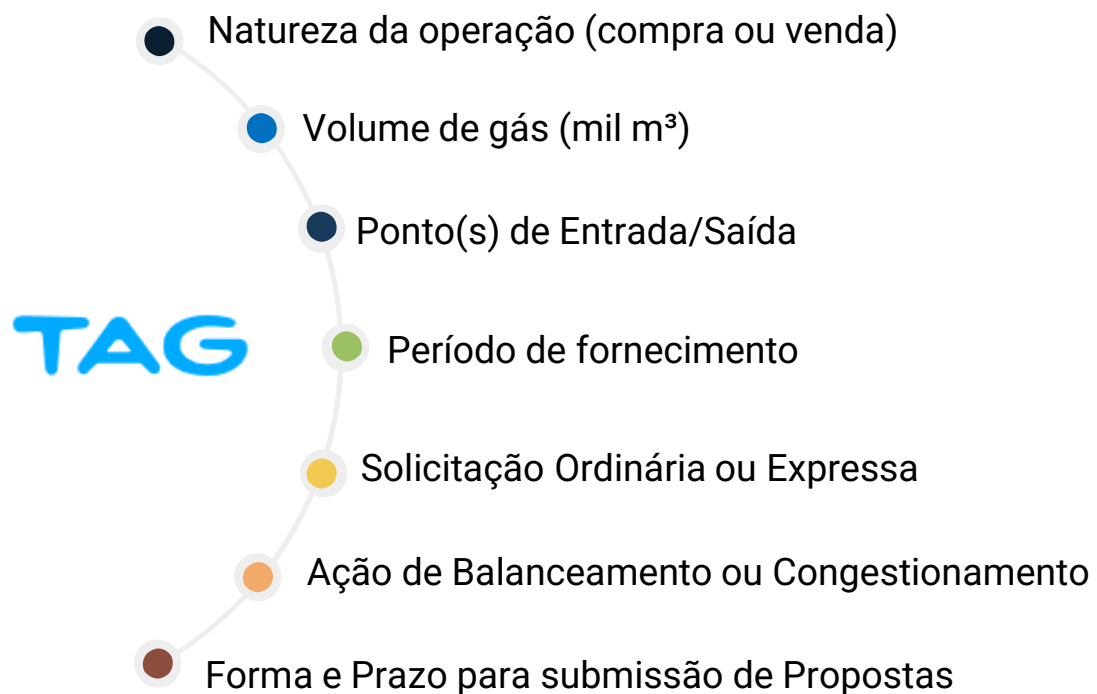 Natureza da operação (compra ou venda)
Volume de gás (mil m³)
Ponto(s) de Entrada/Saída
TAG
Período de fornecimento
Solicitação Ordinária ou Expressa
Ação de Balanceamento ou Congestionamento
Forma e Prazo para submissão de Propostas